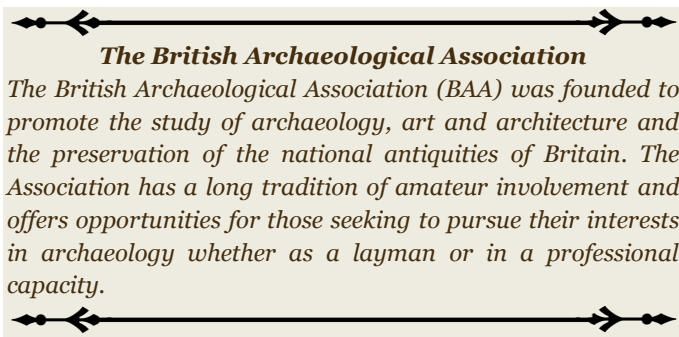 The British Archaeological Association
The British Archaeological Association (BAA) was founded to
promote the study of archaeology, art and architecture and
the preservation of the national antiquities of Britain. The
Association has a long tradition of amateur involvement and
offers opportunities for those seeking to pursue their interests
in archaeology whether as a layman or in a professional
capacity.